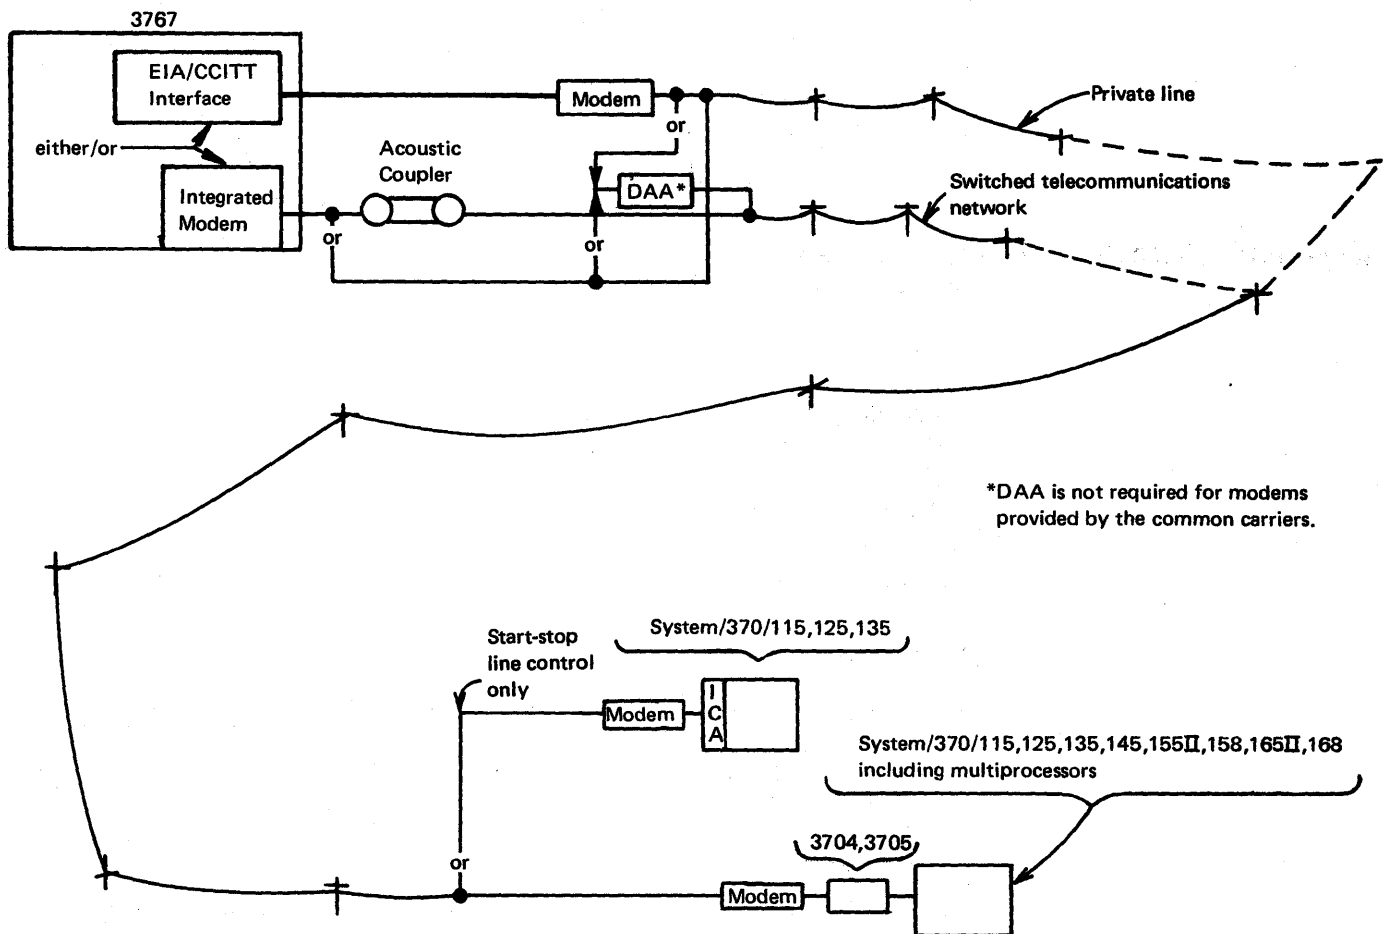 3767
EIA/CCITT
Interface
Modem
Private line
or
either/or
Acoustic
Coupler
Integrated
Modem
DAA*
Switched telecommunications
network
or
or
*DAA is not required for modems
provided by the common carriers.
System/370/115,125,135
Start-stop
line control
only
Modem
I
C
A
System/370/115,125,135,145,155II,158,165II,168
including multiprocessors
3704,3705
or
Modem